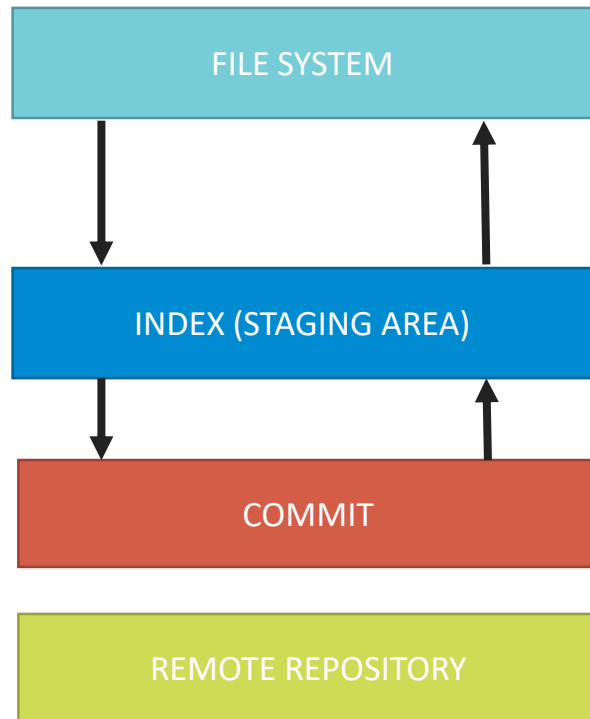 FILE SYSTEM
INDEX (STAGING AREA)
COMMIT
REMOTE REPOSITORY